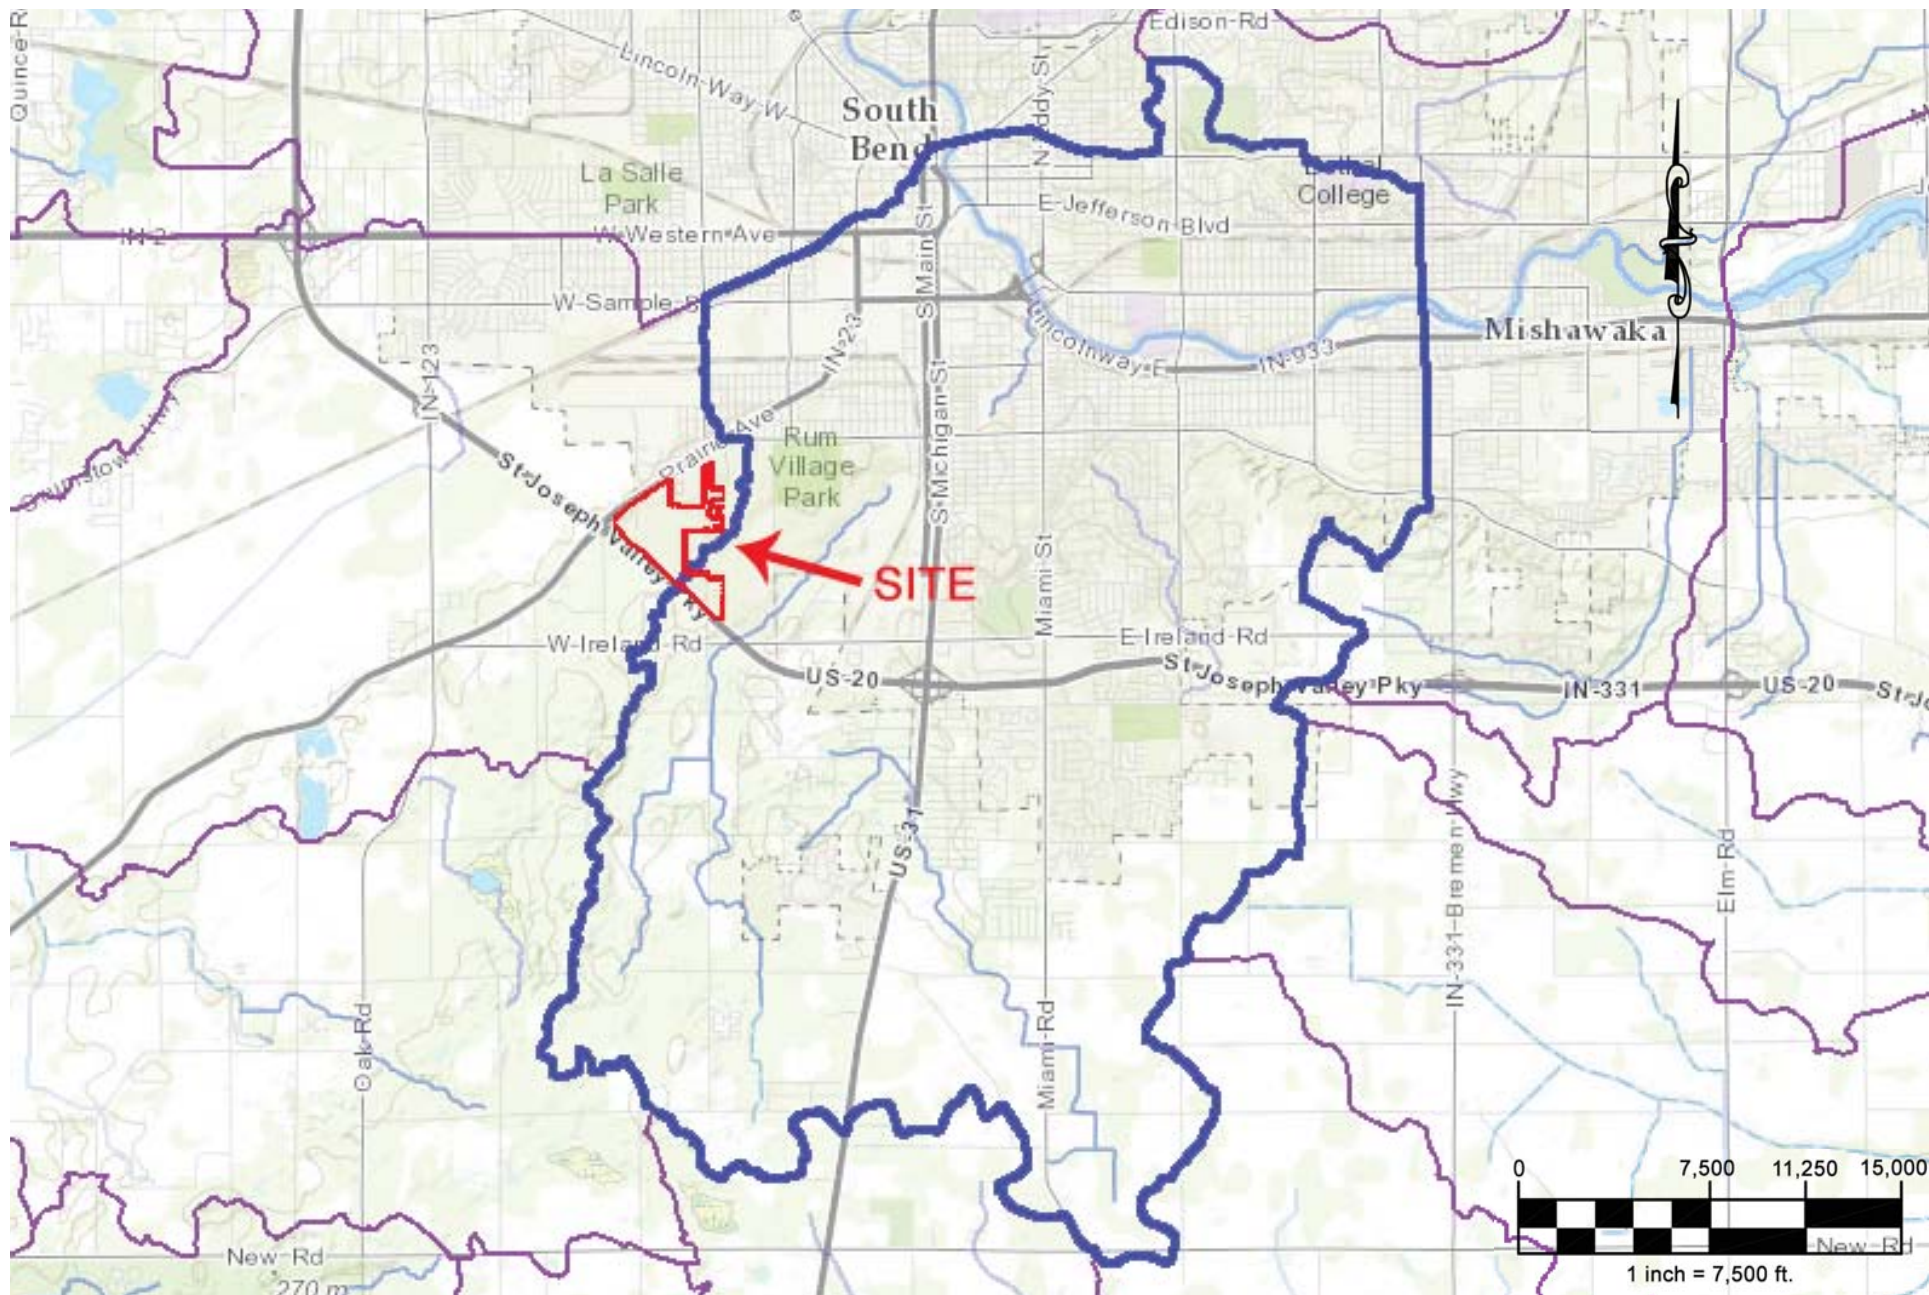 Edison-Rd
Quince-R
Lincoln-Way-W
South
Bend
N
ddy-St
La Salle
Park
College
E-Jefferson-Blvd
IN-2
W-Western-Ave
S-Main-St
W-Sample-S
Mishawaka
IN-23
Lincolnway-E
IN-933
IN-123
S-Michigan-St
Prairie-Ave
Rum
Village
Park
St-Joseph-Valley-Pky
SITE
Miami-St
W-Ireland-Rd
E-Ireland-Rd
US-20
St-Joseph-Valley-Pky
IN-331
US-20
St-Jo
US-31
IN-331-Bremen-Hwy
Elm-Rd
Oak-Rd
Miami-Rd
0 7,500 11,250 15,000
New-Rd
New-Rd
270 m
1 inch = 7,500 ft.